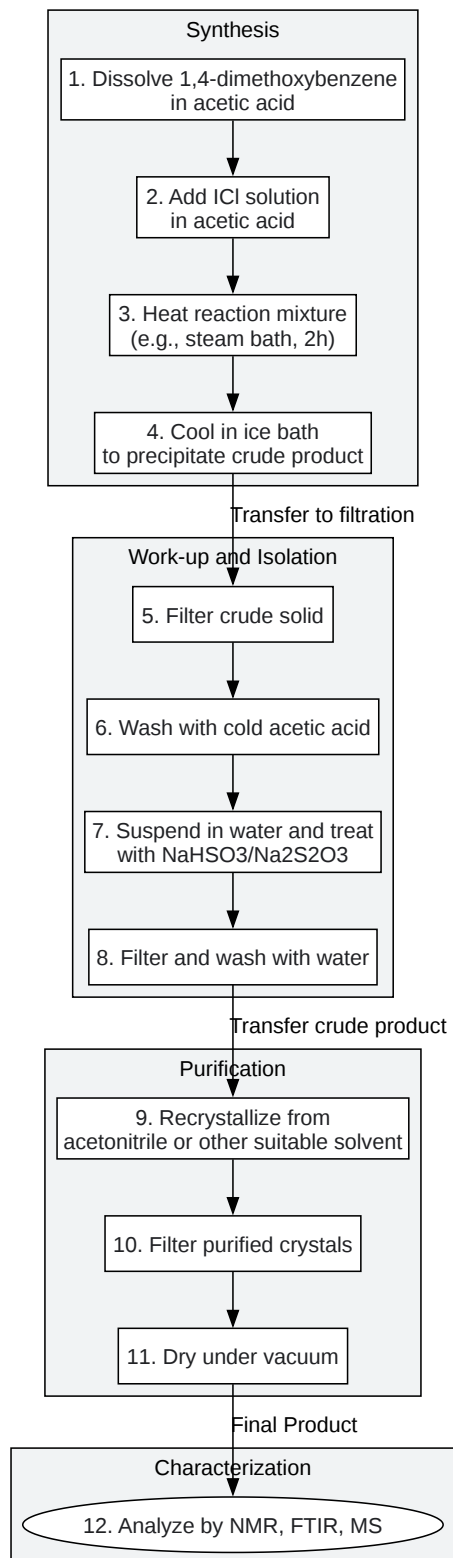 Synthesis
1. Dissolve 1,4-dimethoxybenzene
in acetic acid
2. Add ICl solution
in acetic acid
3. Heat reaction mixture
(e.g., steam bath, 2h)
4. Cool in ice bath
to precipitate crude product
Transfer to filtration
Work-up and Isolation
5. Filter crude solid
6. Wash with cold acetic acid
7. Suspend in water and treat
with NaHSO3/Na2S2O3
8. Filter and wash with water
Transfer crude product
Purification
9. Recrystallize from
acetonitrile or other suitable solvent
10. Filter purified crystals
11. Dry under vacuum
Final Product
Characterization
12. Analyze by NMR, FTIR, MS